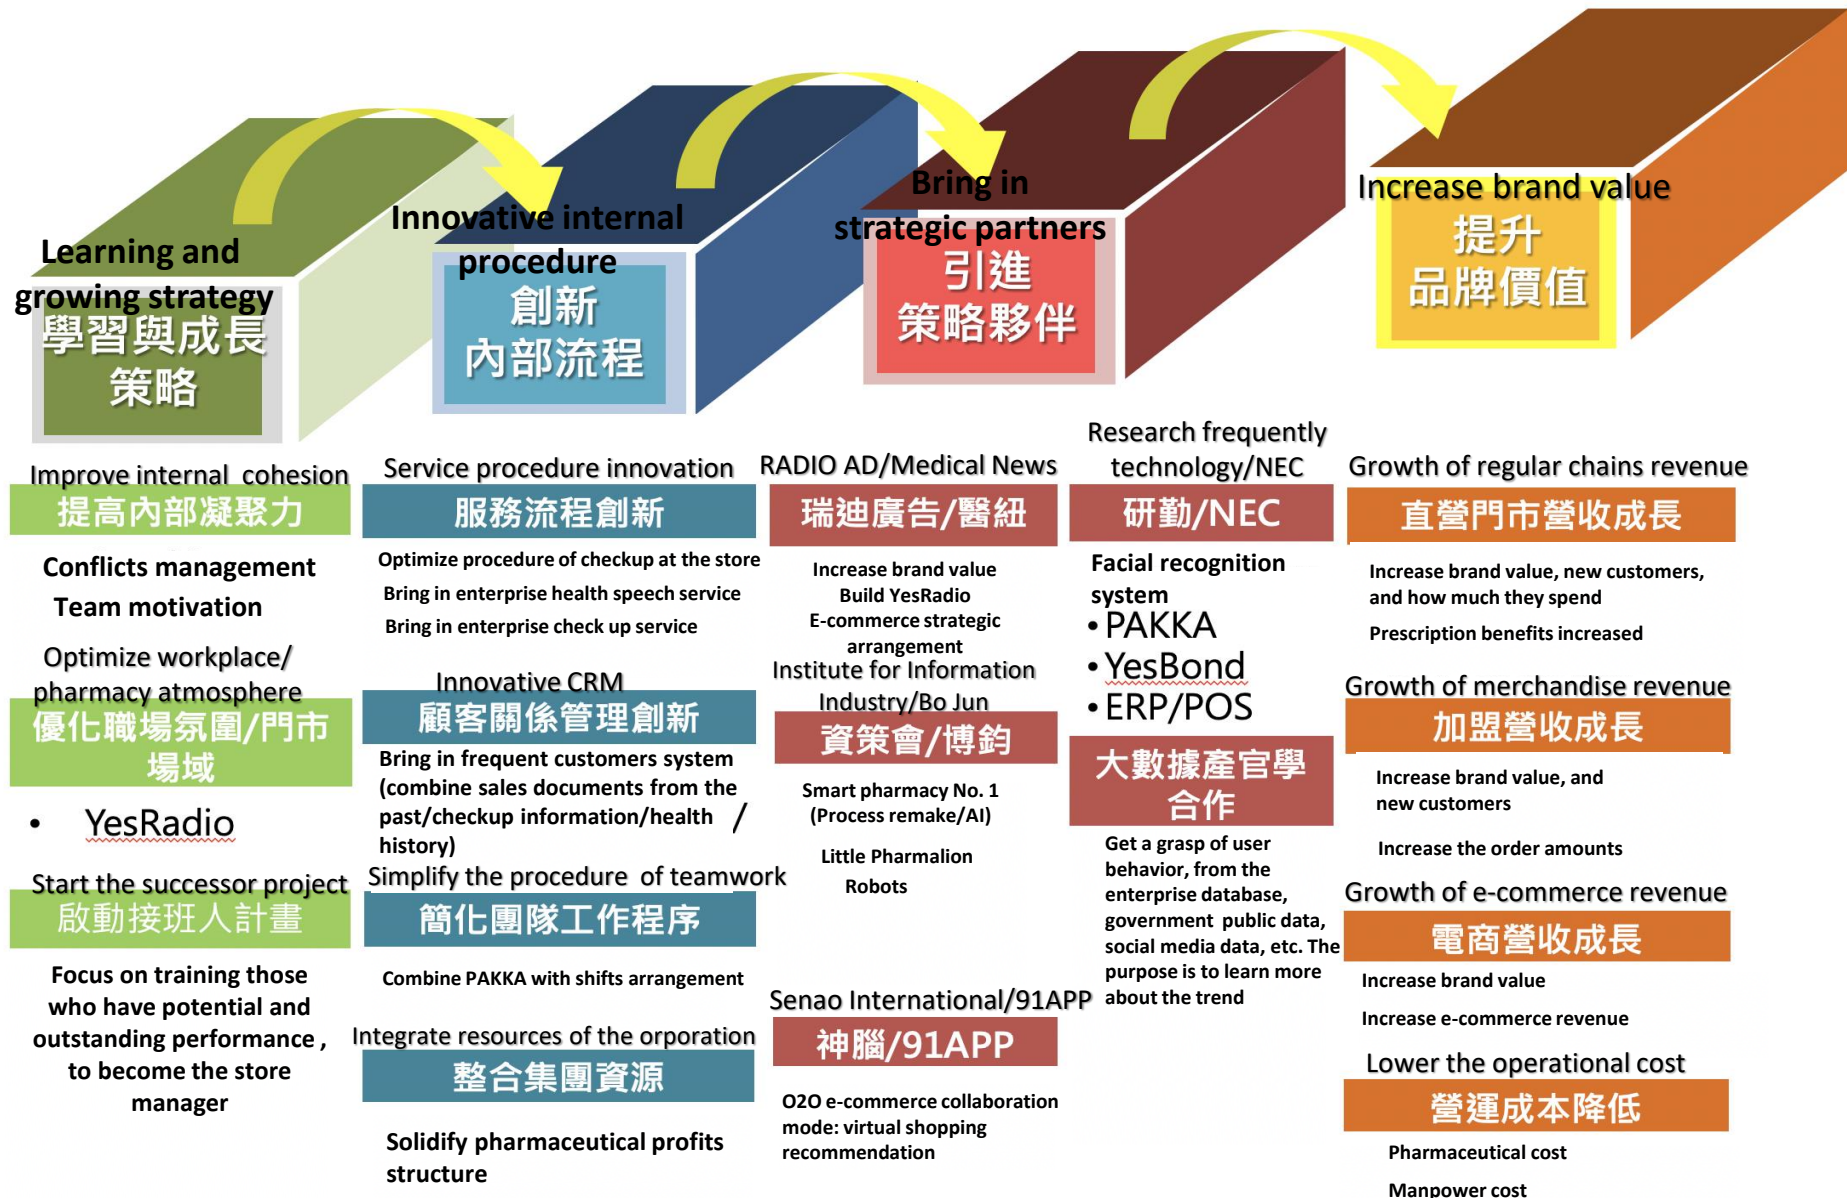 Learning and
growing strategy
學習與成長
策略
Innovative internal
procedure
創新
內部流程
Bring in
strategic partners
引進
策略夥伴
Increase brand value
提升
品牌價值
Improve internal cohesion
提高內部凝聚力
Conflicts management
Team motivation
Optimize workplace/
pharmacy atmosphere
優化職場氛圍/門市
場域
• YesRadio
Start the successor project
啟動接班人計畫
Focus on training those
who have potential and
outstanding performance ,
to become the store
manager
Service procedure innovation
服務流程創新
Optimize procedure of checkup at the store
Bring in enterprise health speech service
Bring in enterprise check up service
Innovative CRM
顧客關係管理創新
Bring in frequent customers system
(combine sales documents from the
past/checkup information/health /
history)
Simplify the procedure of teamwork
簡化團隊工作程序
Combine PAKKA with shifts arrangement
Integrate resources of the orporation
整合集團資源
Solidify pharmaceutical profits
structure
RADIO AD/Medical News
瑞迪廣告/醫紐
Increase brand value
Build YesRadio
E-commerce strategic
arrangement
Institute for Information
Industry/Bo Jun
資策會/博鈞
Smart pharmacy No. 1
(Process remake/AI)
Little Pharmalion
Robots
Senao International/91APP
神腦/91APP
O2O e-commerce collaboration
mode: virtual shopping
recommendation
Research frequently
technology/NEC
研勤/NEC
Facial recognition
system
• PAKKA
• YesBond
• ERP/POS
大數據產官學
合作
Get a grasp of user
behavior, from the
enterprise database,
government public data,
social media data, etc. The
purpose is to learn more
about the trend
Growth of regular chains revenue
直營門市營收成長
Increase brand value, new customers,
and how much they spend
Prescription benefits increased
Growth of merchandise revenue
加盟營收成長
Increase brand value, and
new customers
Increase the order amounts
Growth of e-commerce revenue
電商營收成長
Increase brand value
Increase e-commerce revenue
Lower the operational cost
營運成本降低
Pharmaceutical cost
Manpower cost